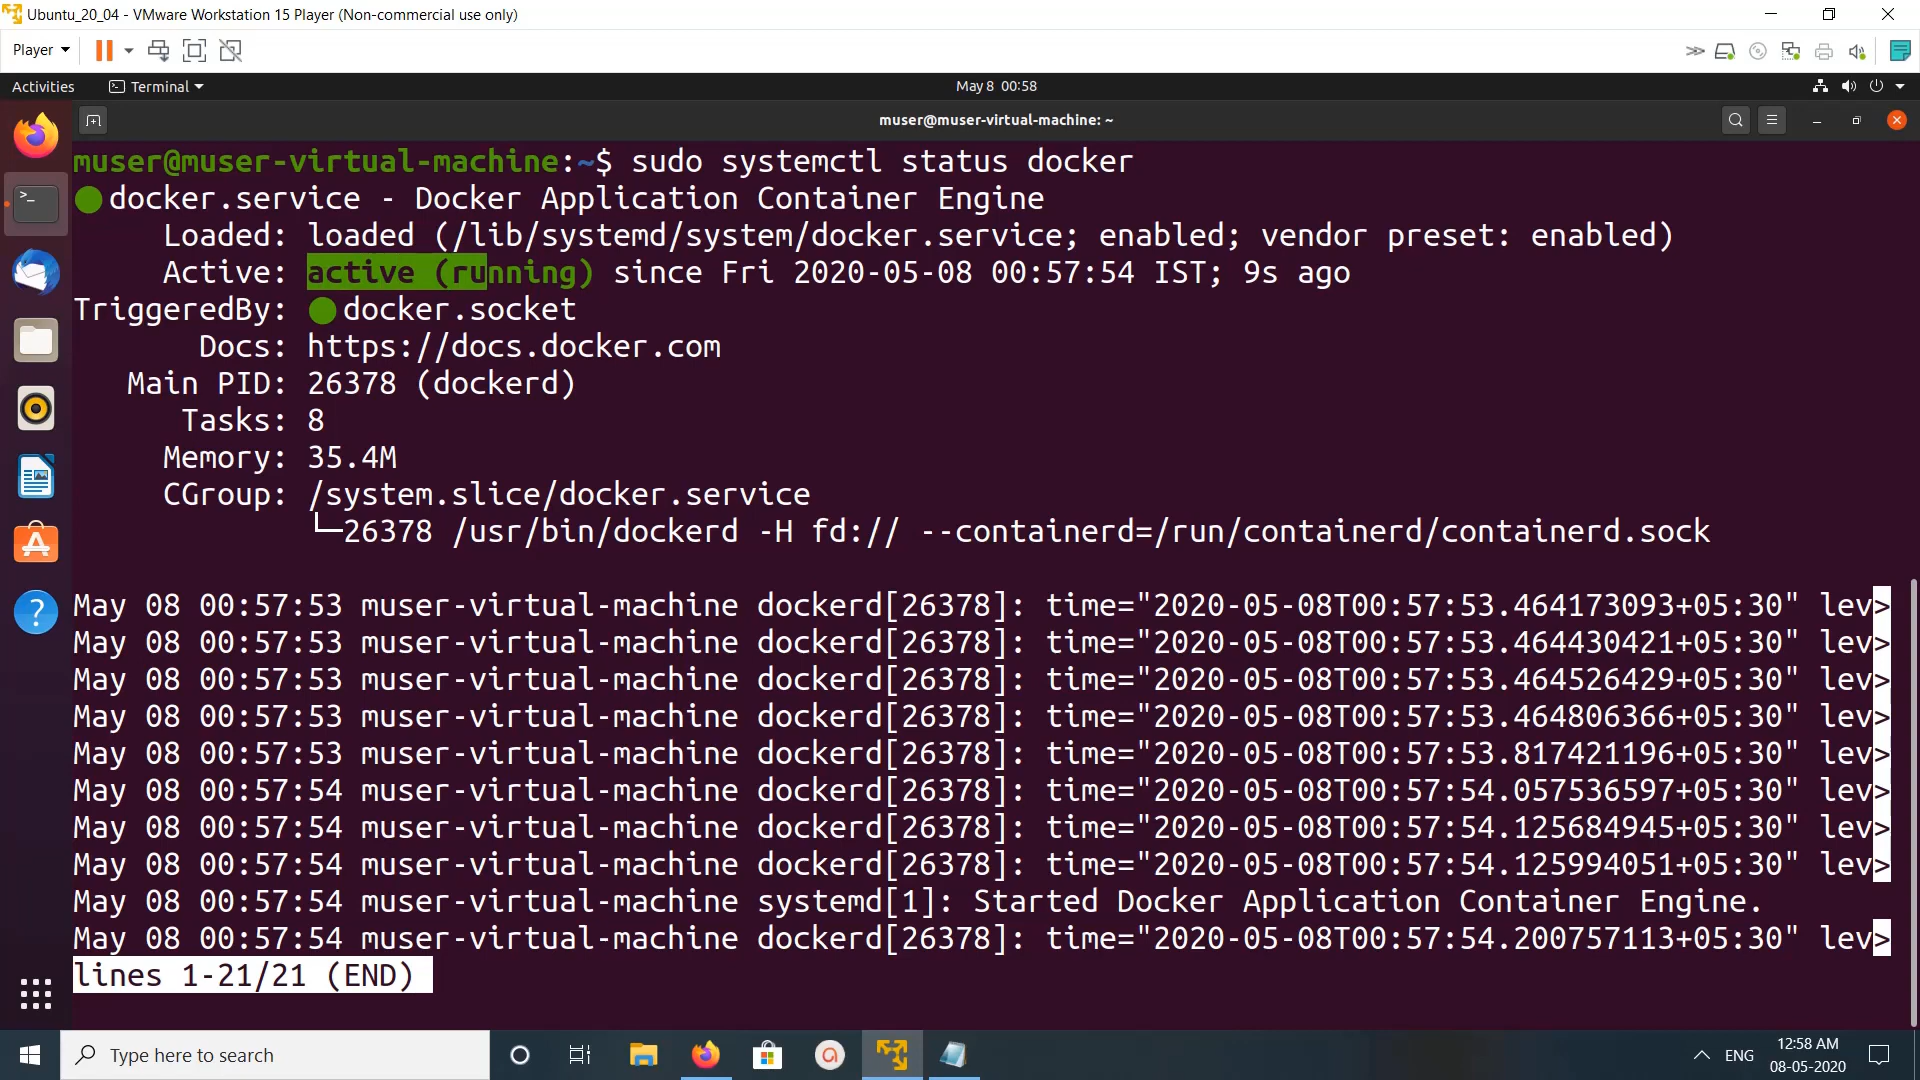 Ubuntu_20_04 - VMware Workstation 15 Player (Non-commercial use only)
Player
Activities Terminal May 8 00:58
muser@muser-virtual-machine: ~
muser@muser-virtual-machine:~$ sudo systemctl status docker
docker.service - Docker Application Container Engine
Loaded: loaded (/lib/systemd/system/docker.service; enabled; vendor preset: enabled)
Active: active (running) since Fri 2020-05-08 00:57:54 IST; 9s ago
TriggeredBy: docker.socket
Docs: https://docs.docker.com
Main PID: 26378 (dockerd)
Tasks: 8
Memory: 35.4M
CGroup: /system.slice/docker.service
└─26378 /usr/bin/dockerd -H fd:// --containerd=/run/containerd/containerd.sock
May 08 00:57:53 muser-virtual-machine dockerd[26378]: time="2020-05-08T00:57:53.464173093+05:30" lev>
May 08 00:57:53 muser-virtual-machine dockerd[26378]: time="2020-05-08T00:57:53.464430421+05:30" lev>
May 08 00:57:53 muser-virtual-machine dockerd[26378]: time="2020-05-08T00:57:53.464526429+05:30" lev>
May 08 00:57:53 muser-virtual-machine dockerd[26378]: time="2020-05-08T00:57:53.464806366+05:30" lev>
May 08 00:57:53 muser-virtual-machine dockerd[26378]: time="2020-05-08T00:57:53.817421196+05:30" lev>
May 08 00:57:54 muser-virtual-machine dockerd[26378]: time="2020-05-08T00:57:54.057536597+05:30" lev>
May 08 00:57:54 muser-virtual-machine dockerd[26378]: time="2020-05-08T00:57:54.125684945+05:30" lev>
May 08 00:57:54 muser-virtual-machine dockerd[26378]: time="2020-05-08T00:57:54.125994051+05:30" lev>
May 08 00:57:54 muser-virtual-machine systemd[1]: Started Docker Application Container Engine.
May 08 00:57:54 muser-virtual-machine dockerd[26378]: time="2020-05-08T00:57:54.200757113+05:30" lev>
lines 1-21/21 (END)
Type here to search
ENG
12:58 AM
08-05-2020